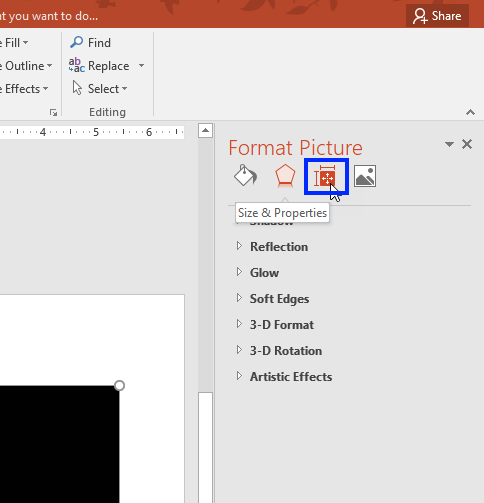 t you want to do...
Share
e Fill
Find
e Outline
Replace
e Effects
Select
Editing
4 5 6
Format Picture
Size & Properties
Shadow
Reflection
Glow
Soft Edges
3-D Format
3-D Rotation
Artistic Effects